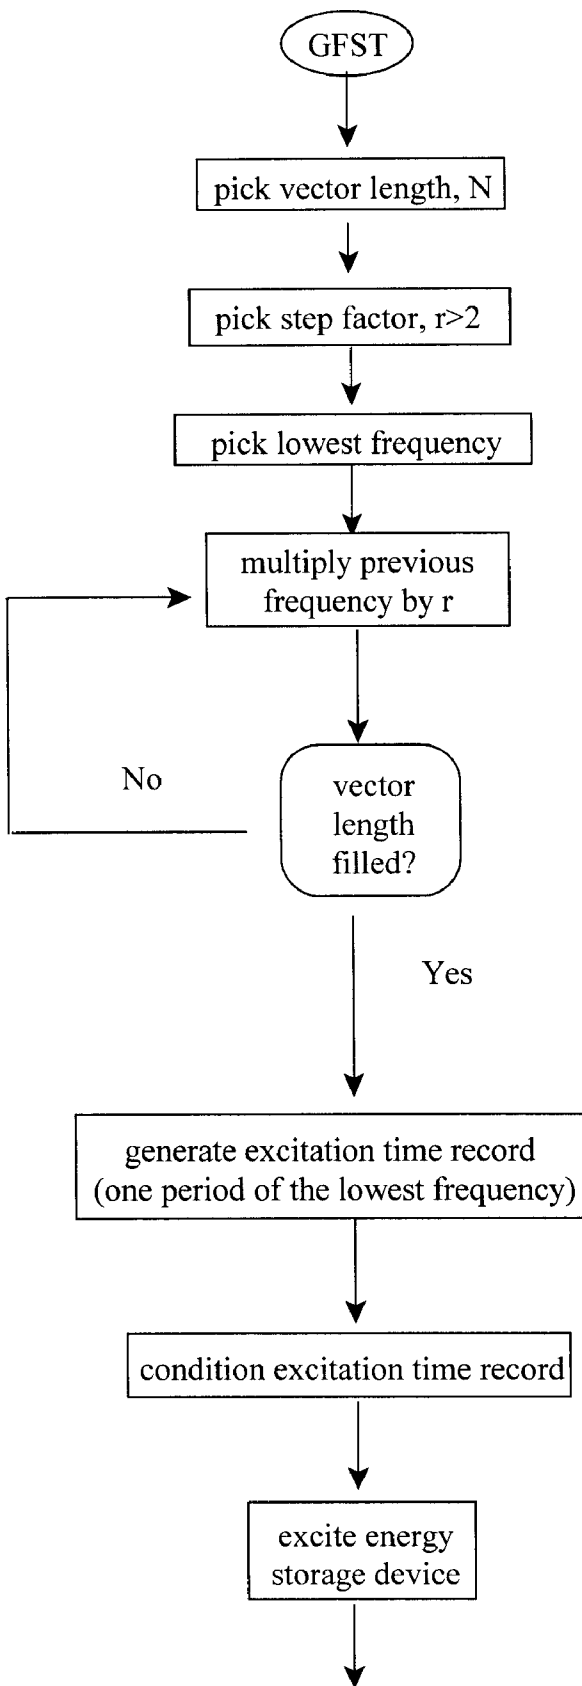 GFST
pick vector length, N
pick step factor, r>2
pick lowest frequency
multiply previous
frequency by r
No
vector
length
filled?
Yes
generate excitation time record
(one period of the lowest frequency)
condition excitation time record
excite energy
storage device